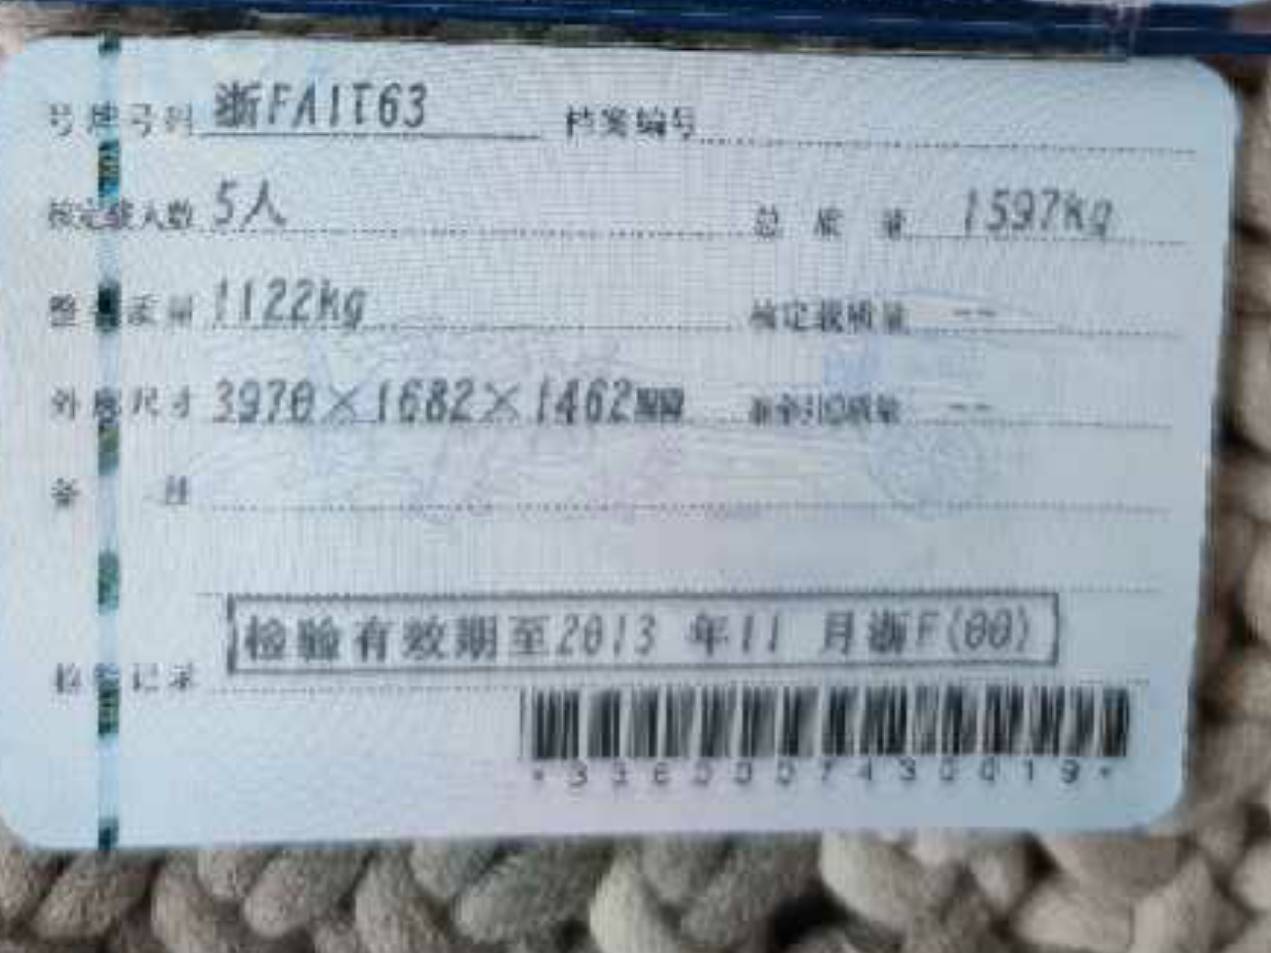 号牌号码 浙FA1T63 档案编号
核定载人数 5人 总质量 1597kg
整备质量 1122kg 核定载质量 --
外廓尺寸 3970×1682×1462mm 准牵引总质量 --
备注
检验有效期至2013 年11 月浙F(00)
检验记录